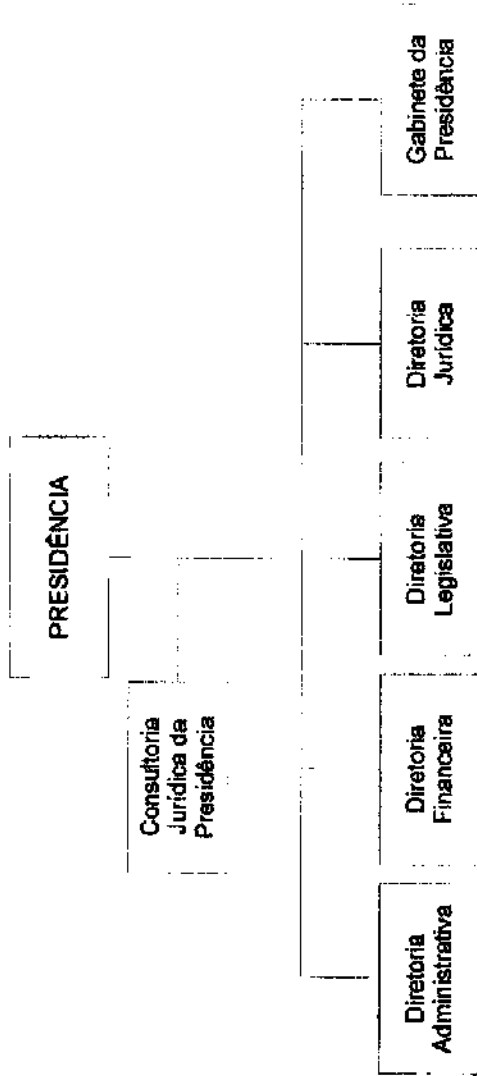 PRESIDÊNCIA
Consultoria
Jurídica da
Presidência
Diretoria
Administrativa
Diretoria
Financeira
Diretoria
Legislativa
Diretoria
Jurídica
Gabinete da
Presidência